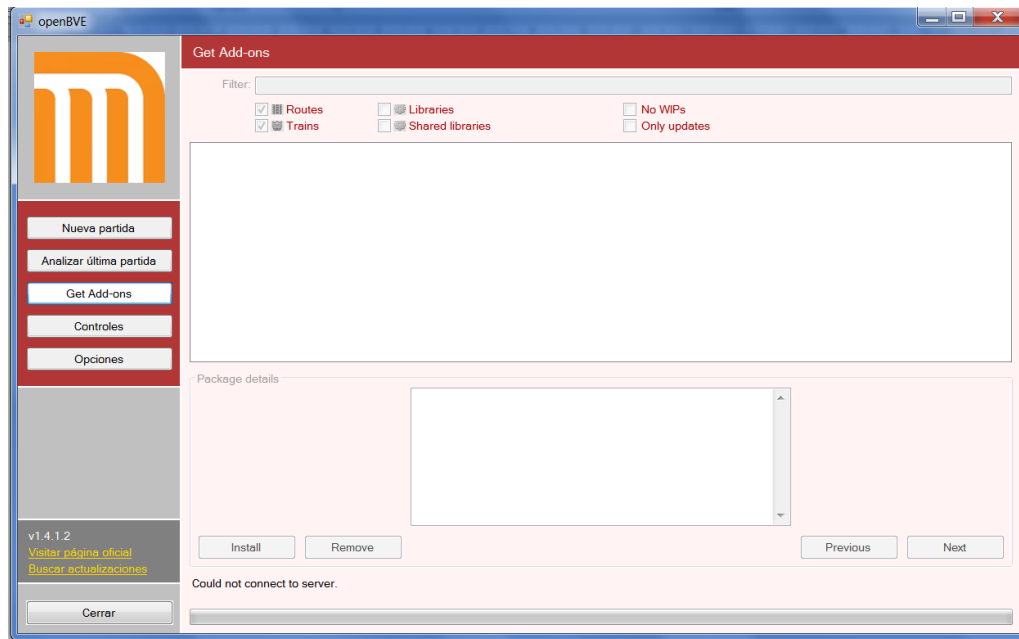 openBVE
Get Add-ons
Filter:
Routes
Libraries
No WIPs
Trains
Shared libraries
Only updates
Nueva partida
Analizar última partida
Get Add-ons
Controles
Opciones
Package details
Install
Remove
Previous
Next
v1.4.1.2
Visitar página oficial
Buscar actualizaciones
Could not connect to server.
Cerrar